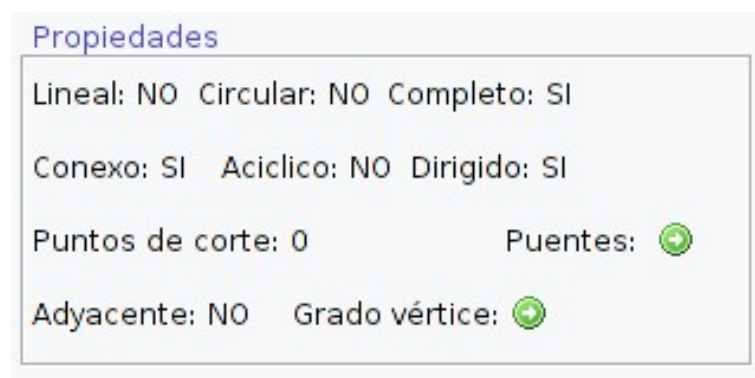 Propiedades
Lineal: NO Circular: NO Completo: SI
Conexo: SI Aciclico: NO Dirigido: SI
Puntos de corte: 0 Puentes:
Adyacente: NO Grado vértice: